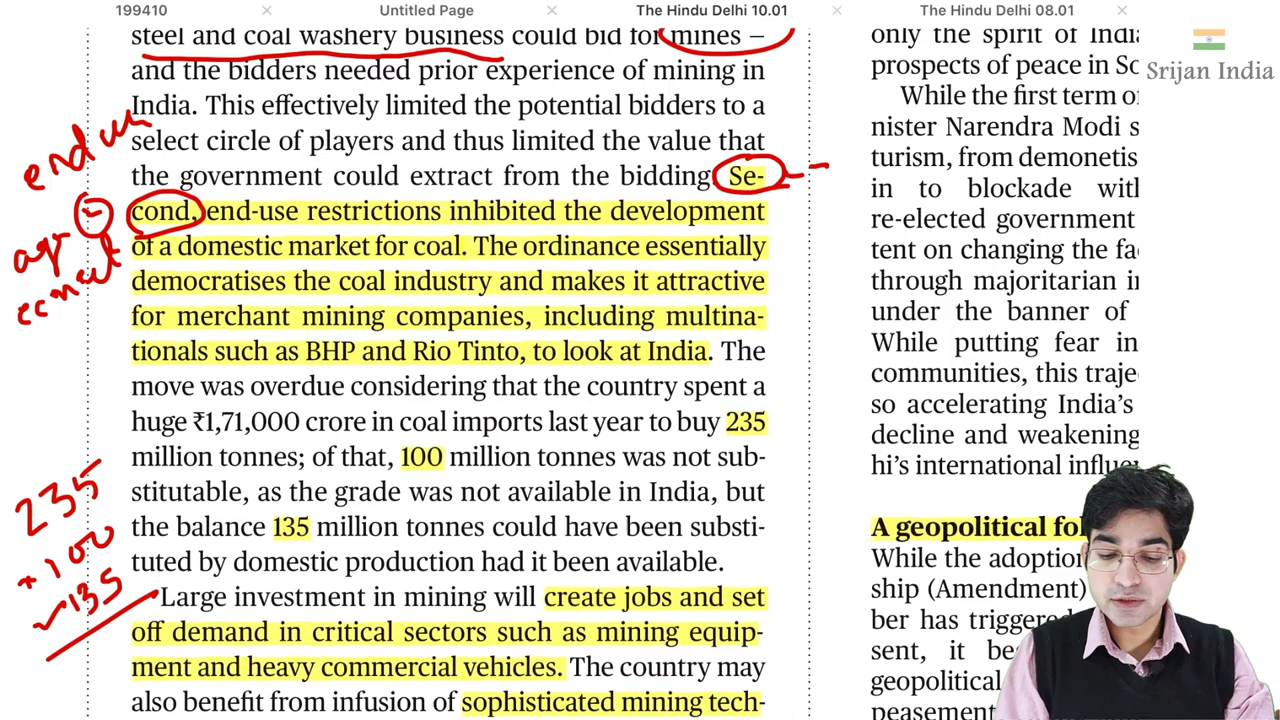 199410
Untitled Page
The Hindu Delhi 10.01
The Hindu Delhi 08.01
Srijan India
steel and coal washery business could bid for mines –
and the bidders needed prior experience of mining in
India. This effectively limited the potential bidders to a
select circle of players and thus limited the value that
the government could extract from the bidding. Se-
cond, end-use restrictions inhibited the development
of a domestic market for coal. The ordinance essentially
democratises the coal industry and makes it attractive
for merchant mining companies, including multina-
tionals such as BHP and Rio Tinto, to look at India. The
move was overdue considering that the country spent a
huge ₹1,71,000 crore in coal imports last year to buy 235
million tonnes; of that, 100 million tonnes was not sub-
stitutable, as the grade was not available in India, but
the balance 135 million tonnes could have been substi-
tuted by domestic production had it been available.
Large investment in mining will create jobs and set
off demand in critical sectors such as mining equip-
ment and heavy commercial vehicles. The country may
also benefit from infusion of sophisticated mining tech-
end
235
100
135
only the spirit of India
prospects of peace in So
While the first term of
nister Narendra Modi s
turism, from demonetis
in to blockade with
re-elected government
tent on changing the fa
through majoritarian i
under the banner of
While putting fear in
communities, this traje
so accelerating India's
decline and weakening
hi's international influe
A geopolitical fo
While the adoption
ship (Amendment)
ber has triggered
sent, it be
geopolitical
peasement